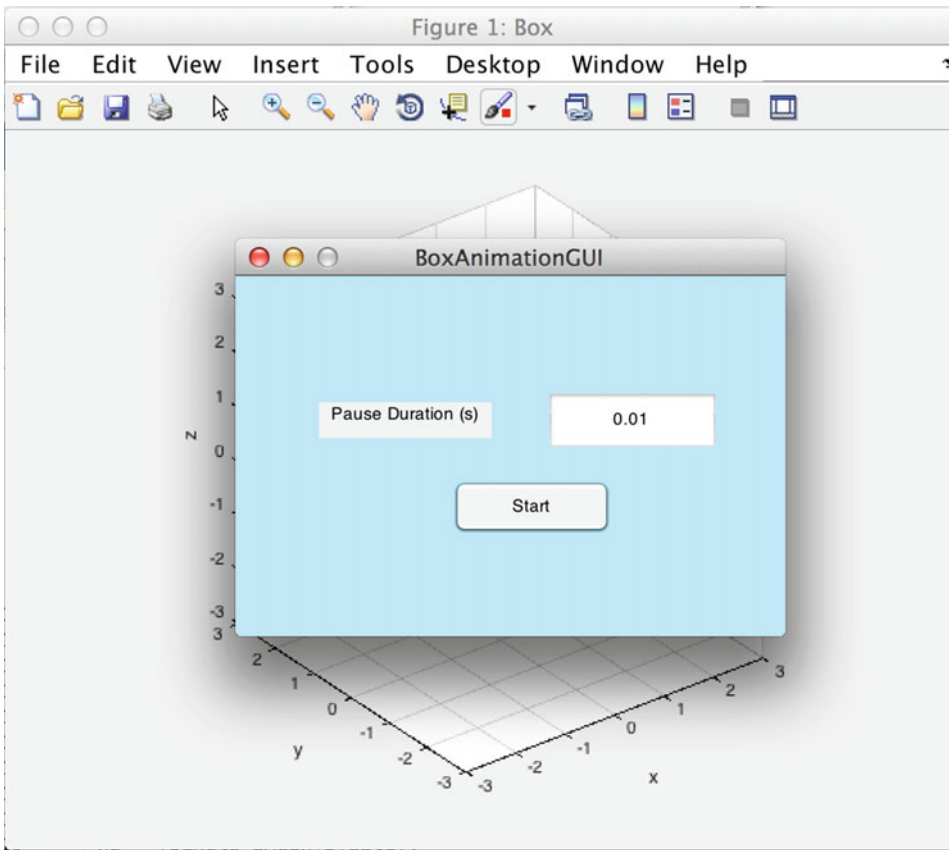 Figure 1: Box
File Edit View Insert Tools Desktop Window Help
BoxAnimationGUI
Pause Duration (s)
0.01
Start
z
3
2
1
0
-1
-2
-3
3
2
1
0
-1
-2
-3
y
-3
-2
-1
0
1
2
3
x